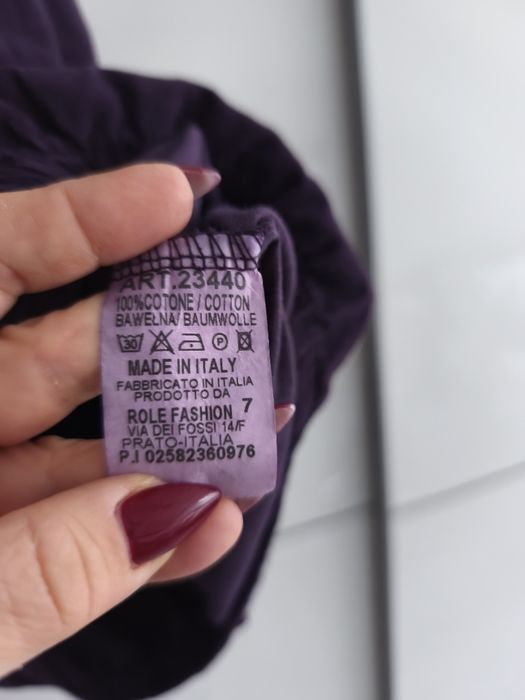 ART.23440
100%COTONE / COTTON
BAWEŁNA/ BAUMWOLLE
30 P
MADE IN ITALY
FABBRICATO IN ITALIA
PRODOTTO DA
ROLE FASHION 7
VIA DEI FOSSI 14/F
PRATO-ITALIA
P.I 02582360976